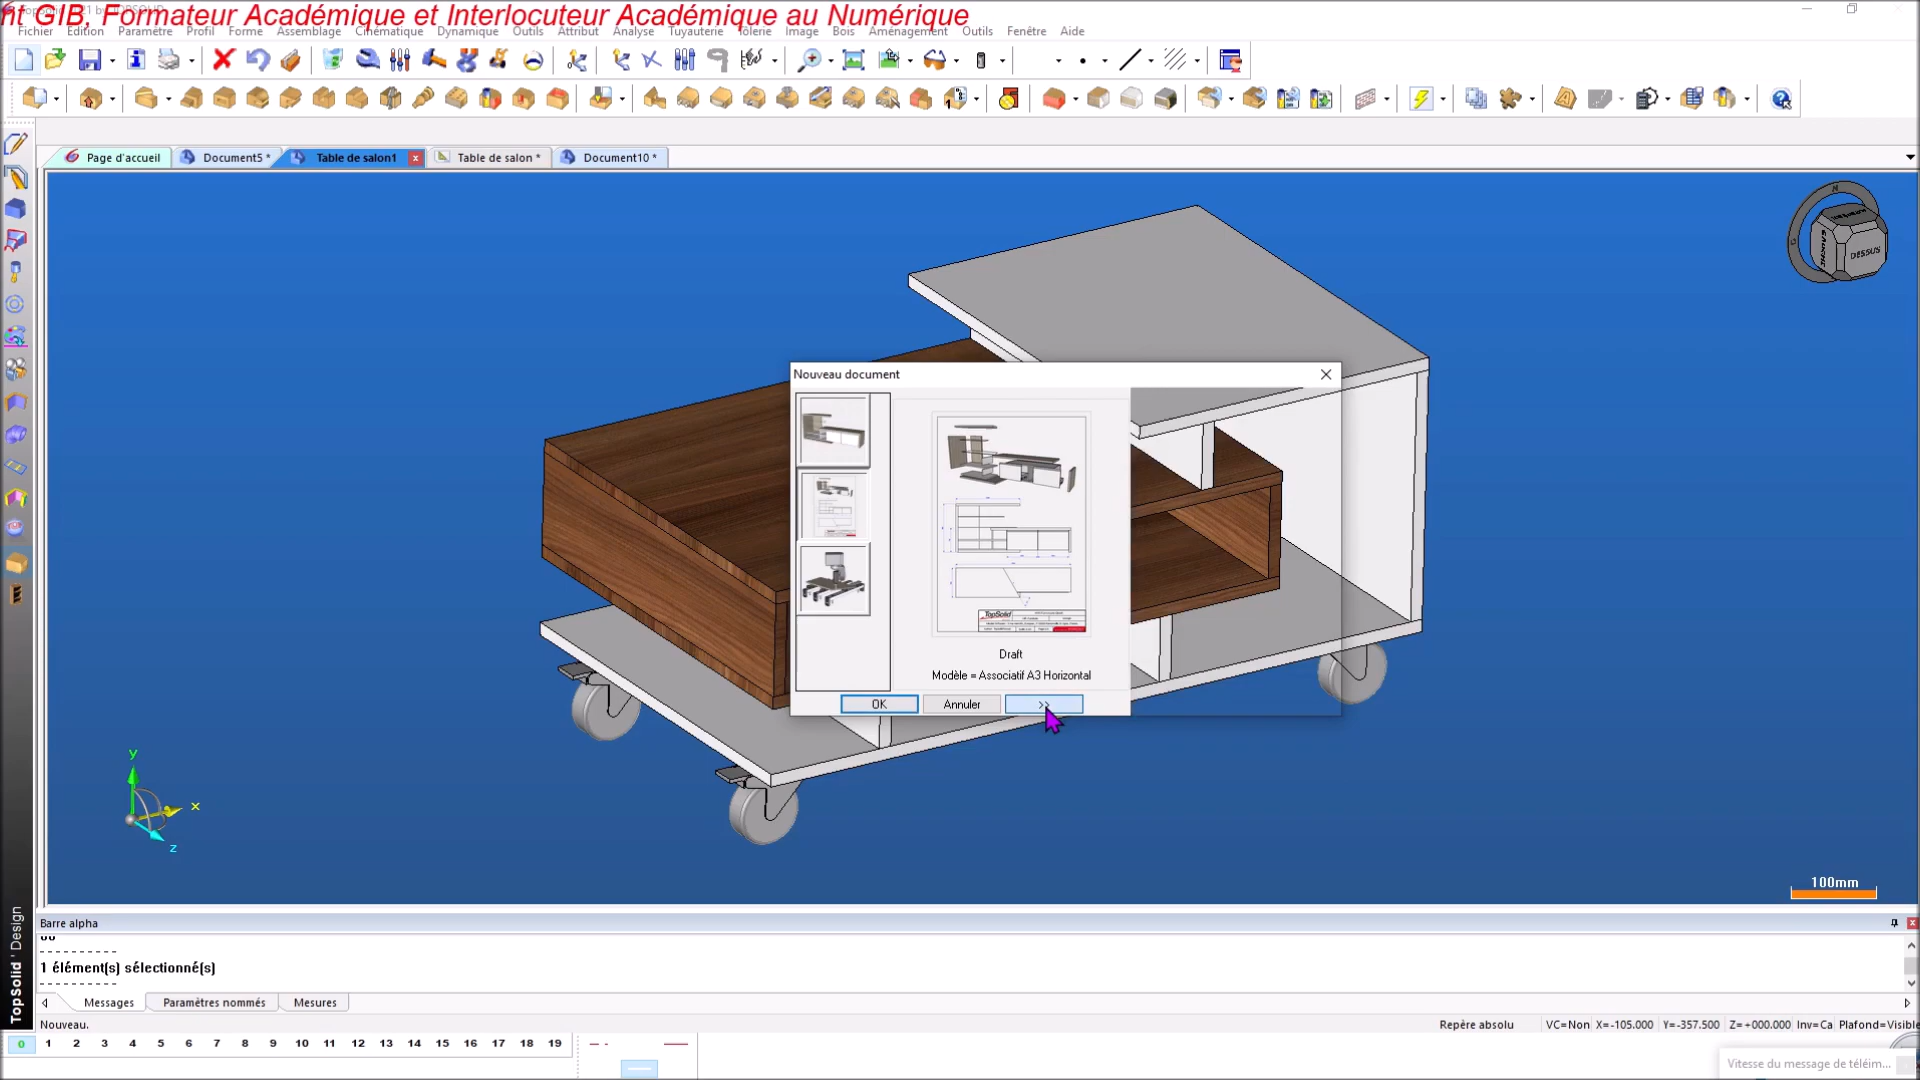 nt GIB, Formateur Académique et Interlocuteur Académique au Numérique
Fichier Edition Paramètre Profil Forme Assemblage Cinématique Dynamique Outils Attribut Analyse Tuyauterie Tôlerie Image Bois Aménagement Outils Fenêtre Aide
Page d'accueil Document5 * Table de salon1 Table de salon * Document10 *
DESSUS
GAUCHE
Nouveau document
TopSolid
Draft
Modèle = Associatif A3 Horizontal
OK Annuler >>
y
x
z
100mm
Barre alpha
1 élément(s) sélectionné(s)
Messages Paramètres nommés Mesures
Nouveau.
Repère absolu VC=Non X=-105.000 Y=-357.500 Z=+000.000 Inv=Ca Plafond=Visible
0 1 2 3 4 5 6 7 8 9 10 11 12 13 14 15 16 17 18 19
Vitesse du message de téléim...
TopSolid ' Design